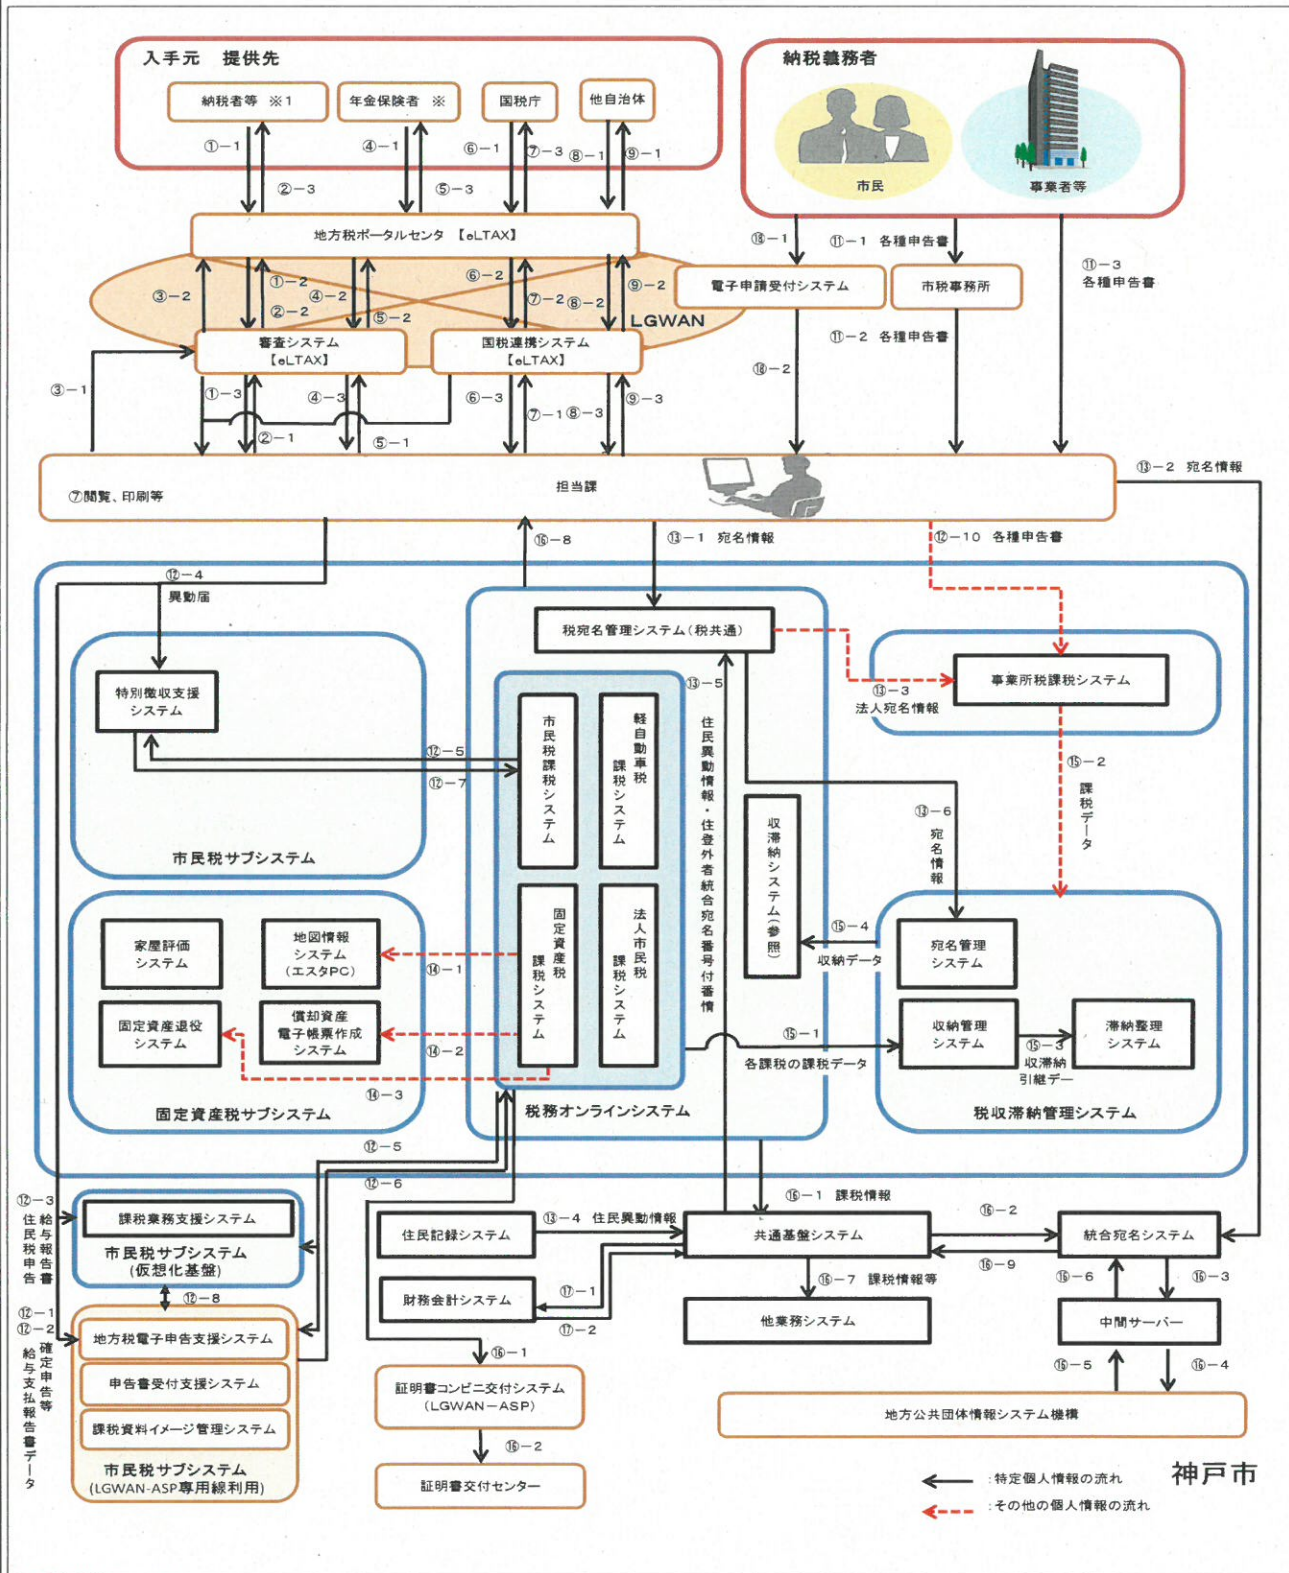 入手元 提供先
納税者等 ※1
年金保険者 ※
国税庁
他自治体
①-1
②-3
④-1
⑤-3
⑥-1
⑦-3
⑧-1
⑨-1
納税義務者
市民
事業者等
地方税ポータルセンタ 【eLTAX】
⑱-1
⑪-1 各種申告書
⑪-3
各種申告書
電子申請受付システム
市税事務所
③-2
①-2
②-2
④-2
⑤-2
⑥-2
⑦-2
⑧-2
⑨-2
LGWAN
審査システム
【eLTAX】
国税連携システム
【eLTAX】
⑪-2 各種申告書
⑱-2
③-1
①-3
②-1
④-3
⑤-1
⑥-3
⑦-1
⑧-3
⑨-3
担当課
⑦閲覧、印刷等
⑬-2 宛名情報
⑯-8
⑬-1 宛名情報
⑫-10 各種申告書
⑫-4
異動届
税宛名管理システム(税共通)
特別徴収支援
システム
⑫-5
⑫-7
市民税サブシステム
市民税課税システム
軽自動車税
課税システム
固定資産税
課税システム
法人市民税
課税システム
⑬-5
住民異動情報・住登外者統合宛名番号付番情
事業所税課税システム
⑬-3
法人宛名情報
⑮-2
課税データ
⑬-6
宛名情報
収滞納システム(参照)
⑮-4
収納データ
家屋評価
システム
地図情報
システム
(エスタPC)
固定資産退役
システム
償却資産
電子帳票作成
システム
⑭-1
⑭-2
⑭-3
固定資産税サブシステム
税務オンラインシステム
宛名管理
システム
収納管理
システム
滞納整理
システム
⑮-1
各課税の課税データ
⑮-3
収滞納
引継デー
税収滞納管理システム
⑫-5
⑫-6
⑫-3
給与報告書
住民税申告
課税業務支援システム
市民税サブシステム
(仮想化基盤)
⑫-8
⑫-1
⑫-2
確定申告等
給与支払報告書データ
地方税電子申告支援システム
申告書受付支援システム
課税資料イメージ管理システム
市民税サブシステム
(LGWAN-ASP専用線利用)
住民記録システム
⑬-4 住民異動情報
⑯-1 課税情報
共通基盤システム
⑯-2
⑯-9
統合宛名システム
財務会計システム
⑰-1
⑰-2
⑯-7 課税情報等
他業務システム
⑯-6
⑯-3
中間サーバー
⑯-5
⑯-4
地方公共団体情報システム機構
⑯-1
証明書コンビニ交付システム
(LGWAN-ASP)
⑯-2
証明書交付センター
:特定個人情報の流れ
:その他の個人情報の流れ
神戸市